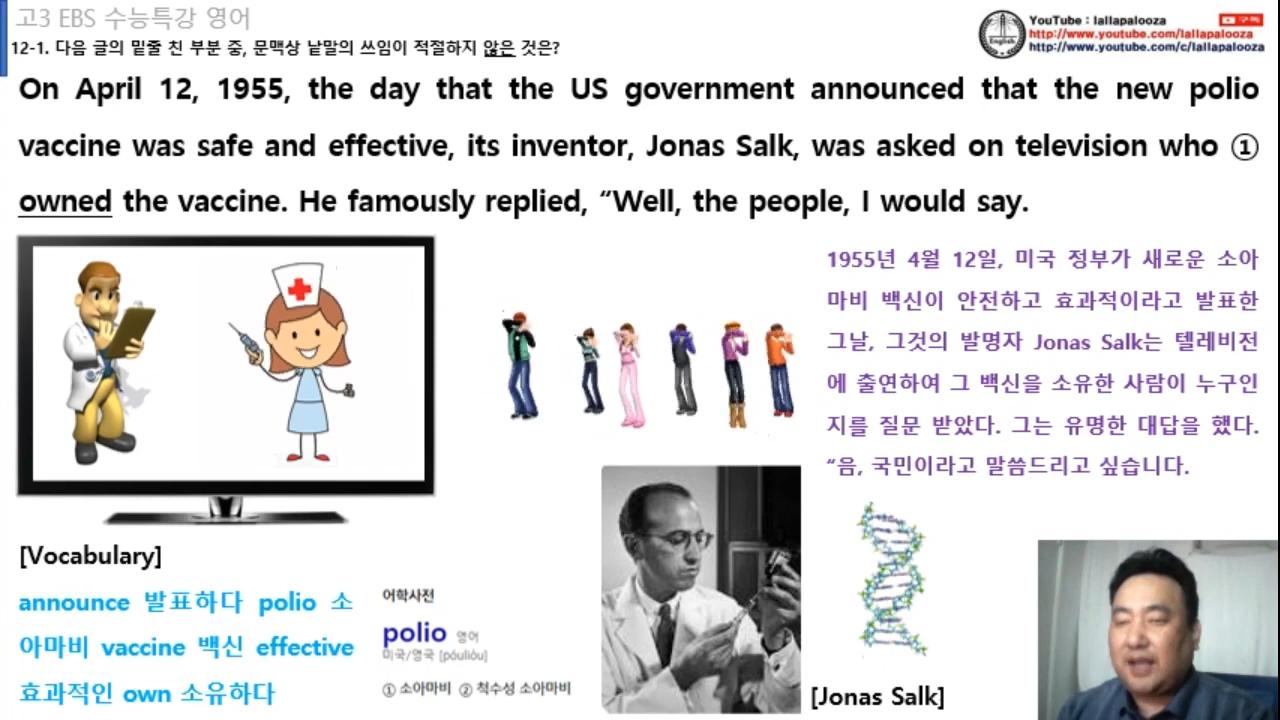 고3 EBS 수능특강 영어
12-1. 다음 글의 밑줄 친 부분 중, 문맥상 낱말의 쓰임이 적절하지 않은 것은?
English
YouTube : lallapalooza
구독
http://www.youtube.com/lallapalooza
http://www.youtube.com/c/lallapalooza
On April 12, 1955, the day that the US government announced that the new polio
vaccine was safe and effective, its inventor, Jonas Salk, was asked on television who ①
owned the vaccine. He famously replied, “Well, the people, I would say.
1955년 4월 12일, 미국 정부가 새로운 소아
마비 백신이 안전하고 효과적이라고 발표한
그날, 그것의 발명자 Jonas Salk는 텔레비전
에 출연하여 그 백신을 소유한 사람이 누구인
지를 질문 받았다. 그는 유명한 대답을 했다.
“음, 국민이라고 말씀드리고 싶습니다.
[Vocabulary]
announce 발표하다 polio 소
아마비 vaccine 백신 effective
효과적인 own 소유하다
어학사전
polio 영어
미국/영국 [póuliòu]
① 소아마비 ② 척수성 소아마비
[Jonas Salk]